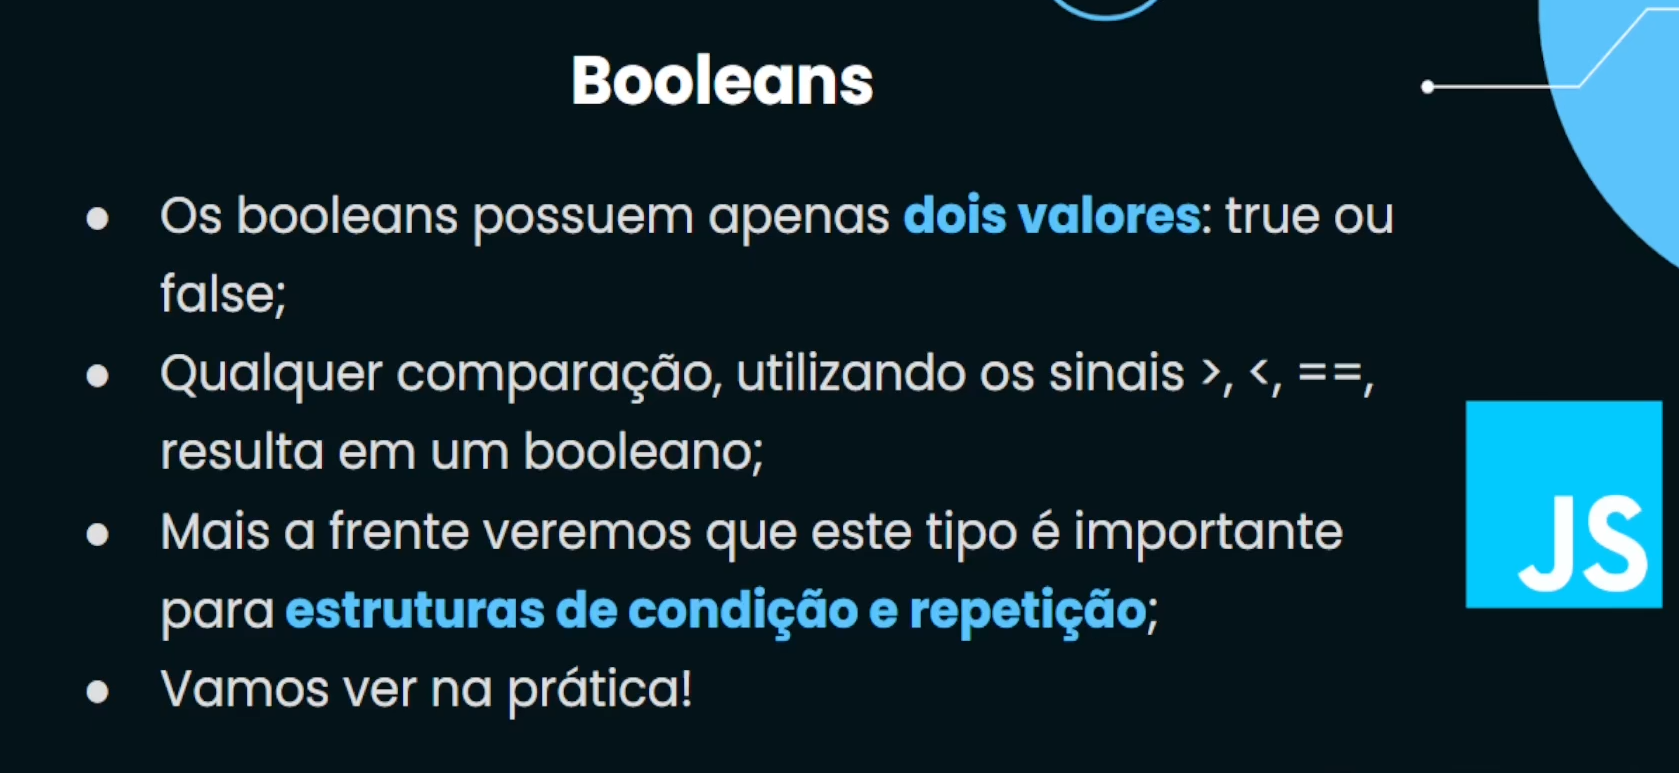 Booleans
● Os booleans possuem apenas dois valores: true ou
false;
● Qualquer comparação, utilizando os sinais >, <, ==,
resulta em um booleano;
● Mais a frente veremos que este tipo é importante
para estruturas de condição e repetição;
● Vamos ver na prática!
JS